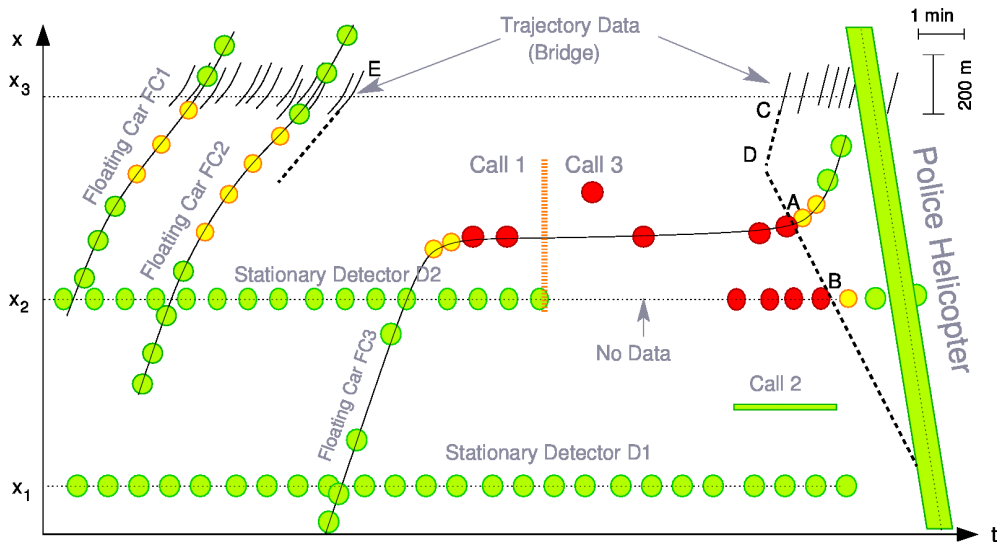 1 min
x
Trajectory Data
(Bridge)
E
x3
200 m
C
Floating Car FC1
D
Call 1
Call 3
Floating Car FC2
Police Helicopter
A
Stationary Detector D2
B
x2
No Data
Floating Car FC3
Call 2
Stationary Detector D1
x1
t